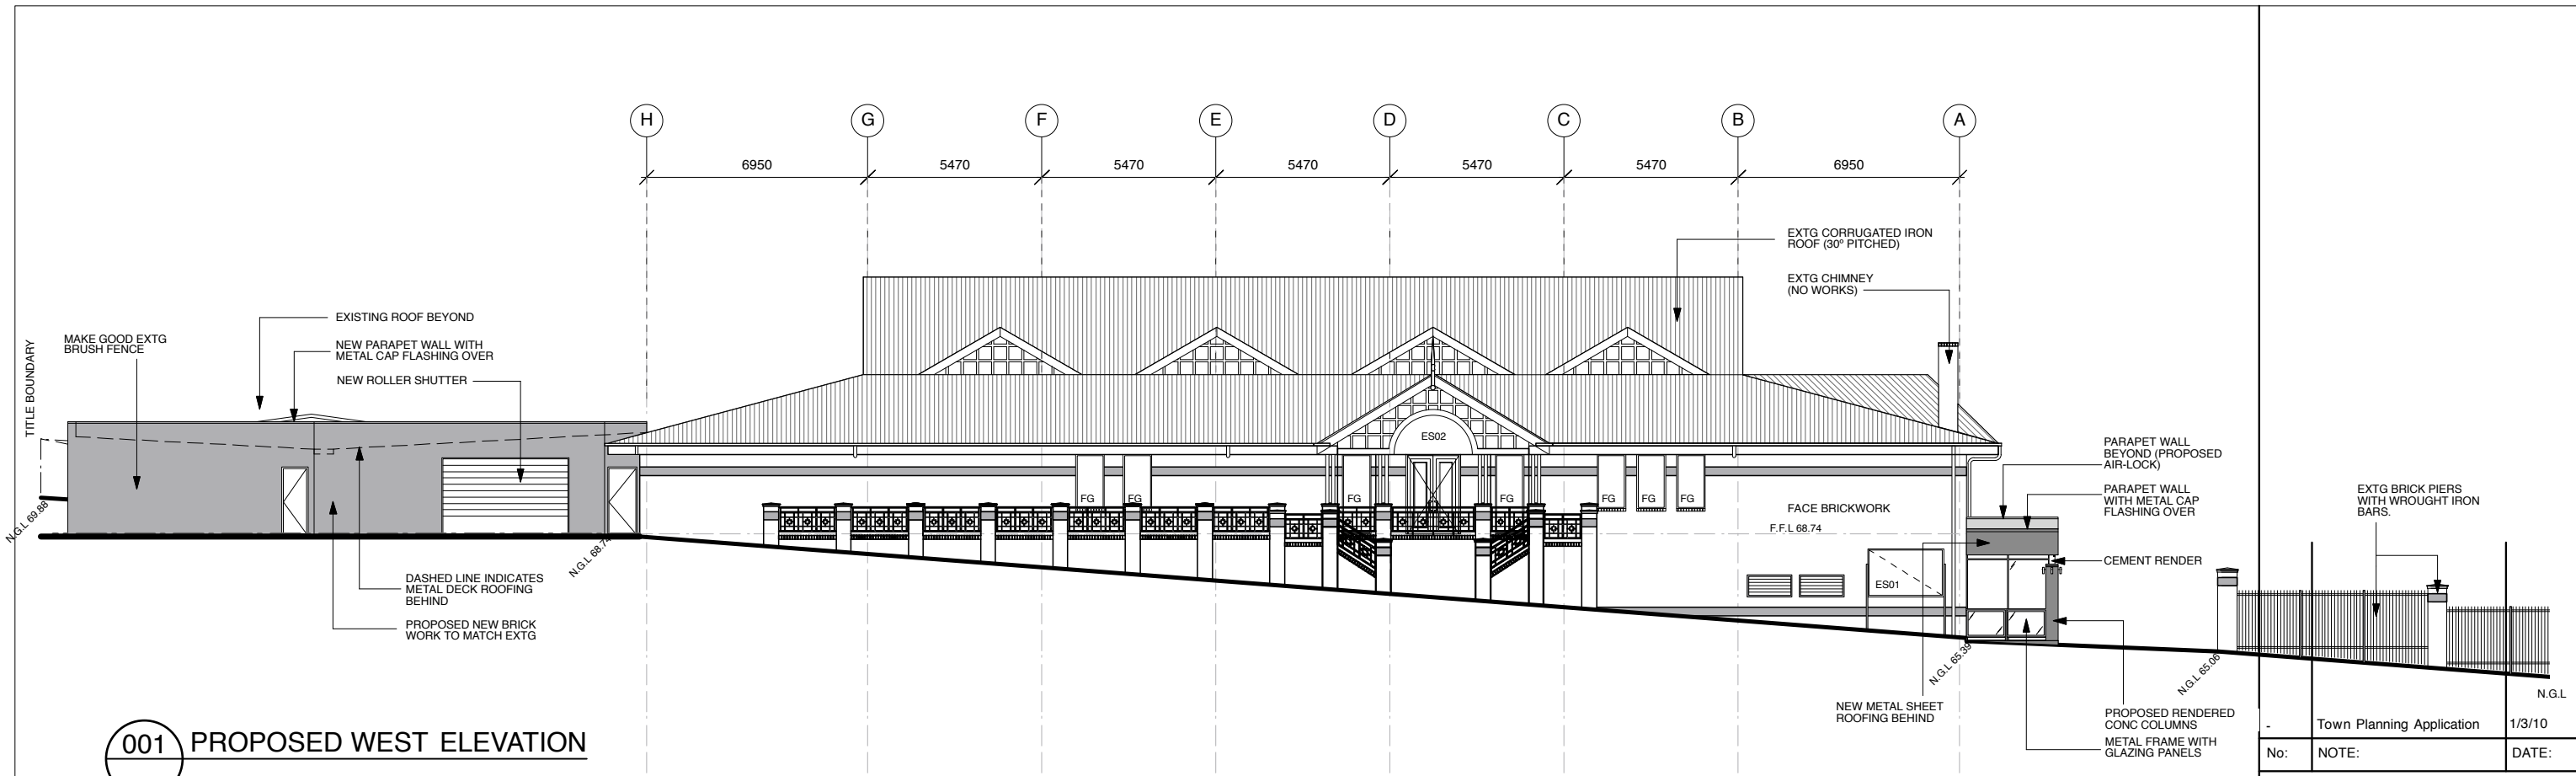 H
G
F
E
D
C
B
A
6950
5470
5470
5470
5470
5470
6950
EXTG CORRUGATED IRON
ROOF (30º PITCHED)
EXTG CHIMNEY
(NO WORKS)
EXISTING ROOF BEYOND
MAKE GOOD EXTG
BRUSH FENCE
NEW PARAPET WALL WITH
METAL CAP FLASHING OVER
NEW ROLLER SHUTTER
TITLE BOUNDARY
ES02
FG
FG
FG
FG
FG
FG
FG
FACE BRICKWORK
F.F.L 68.74
ES01
PARAPET WALL
BEYOND (PROPOSED
AIR-LOCK)
PARAPET WALL
WITH METAL CAP
FLASHING OVER
EXTG BRICK PIERS
WITH WROUGHT IRON
BARS.
CEMENT RENDER
N.G.L 69.88
N.G.L 68.74
N.G.L 65.39
N.G.L 65.06
N.G.L
DASHED LINE INDICATES
METAL DECK ROOFING
BEHIND
PROPOSED NEW BRICK
WORK TO MATCH EXTG
NEW METAL SHEET
ROOFING BEHIND
PROPOSED RENDERED
CONC COLUMNS
METAL FRAME WITH
GLAZING PANELS
001 PROPOSED WEST ELEVATION
- Town Planning Application 1/3/10
No: NOTE: DATE: